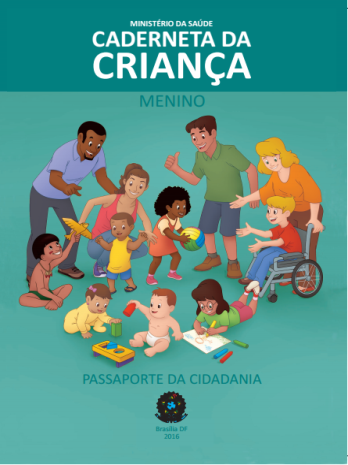 MINISTÉRIO DA SAÚDE
CADERNETA DA
CRIANÇA
MENINO
PASSAPORTE DA CIDADANIA
Brasília DF
2018